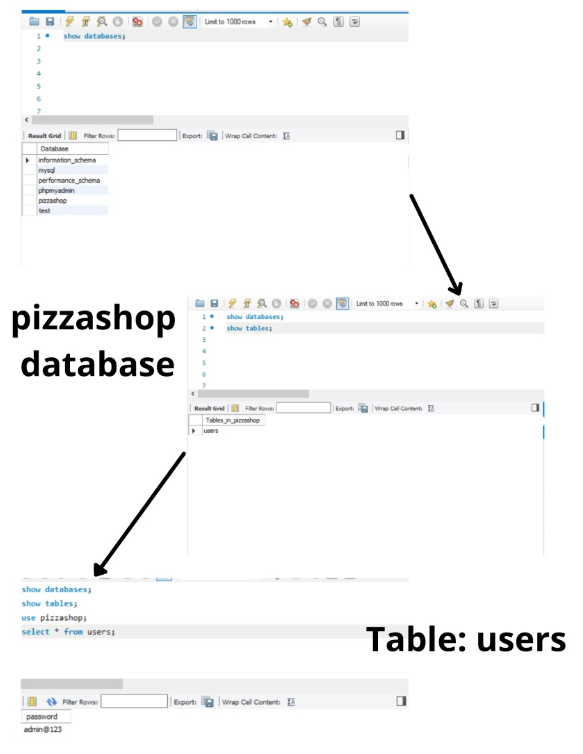 Limit to 1000 rows
1 show databases;
2
3
4
5
6
7
Result Grid Filter Rows: Export: Wrap Cell Content:
Database
information_schema
mysql
performance_schema
phpmyadmin
pizzashop
test
pizzashop
database
Limit to 1000 rows
1 show databases;
2 show tables;
3
4
5
6
7
Result Grid Filter Rows: Export: Wrap Cell Content:
Tables_in_pizzashop
users
show databases;
show tables;
use pizzashop;
select * from users;
Table: users
Filter Rows: Export: Wrap Cell Content:
password
admin@123